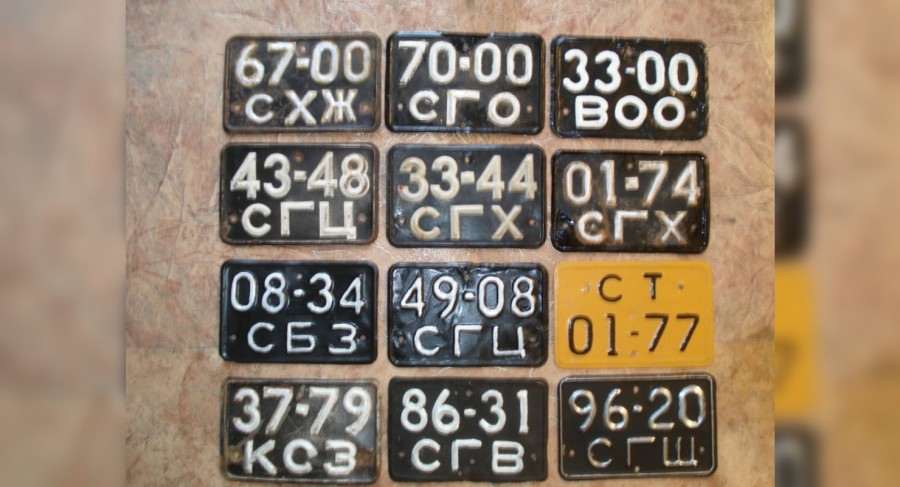 67-00
СХЖ
70-00
СГО
33-00
ВОО
43-48
СГЦ
33-44
СГХ
01-74
СГХ
08-34
СБЗ
49-08
СГЦ
СТ
01-77
37-79
КСЗ
86-31
СГВ
96-20
СГШ